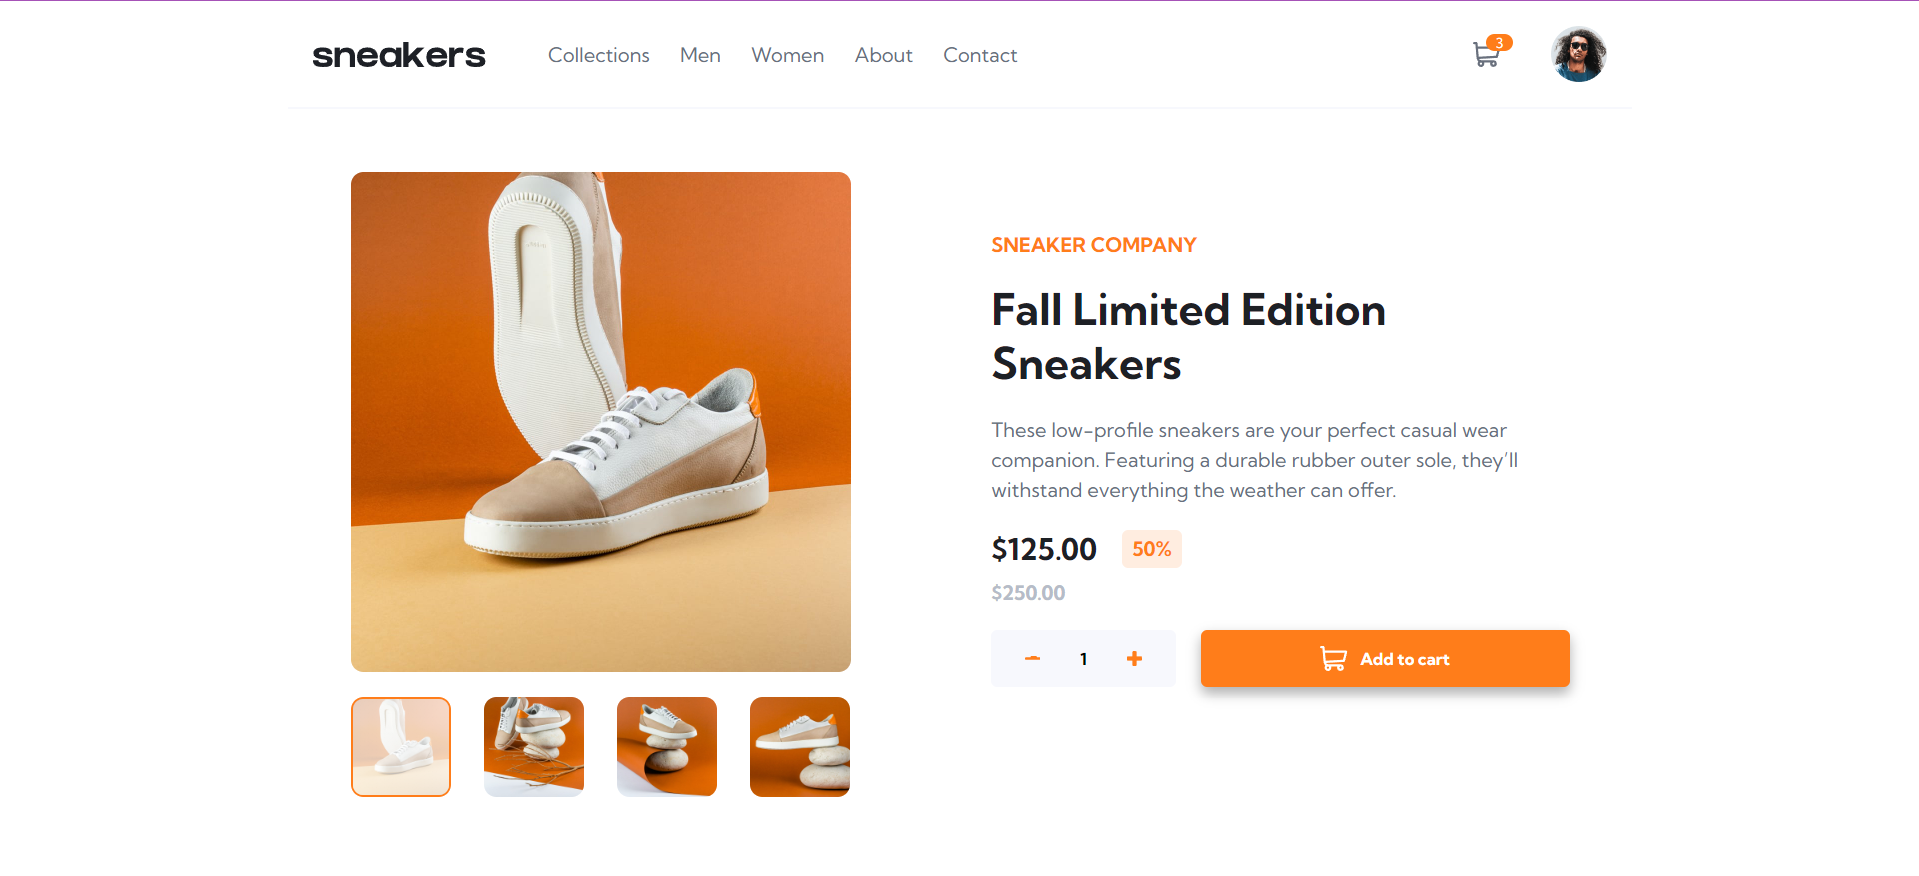 sneakers
Collections Men Women About Contact
3
SNEAKER COMPANY
Fall Limited Edition
Sneakers
These low-profile sneakers are your perfect casual wear
companion. Featuring a durable rubber outer sole, they’ll
withstand everything the weather can offer.
$125.00 50%
$250.00
1
Add to cart